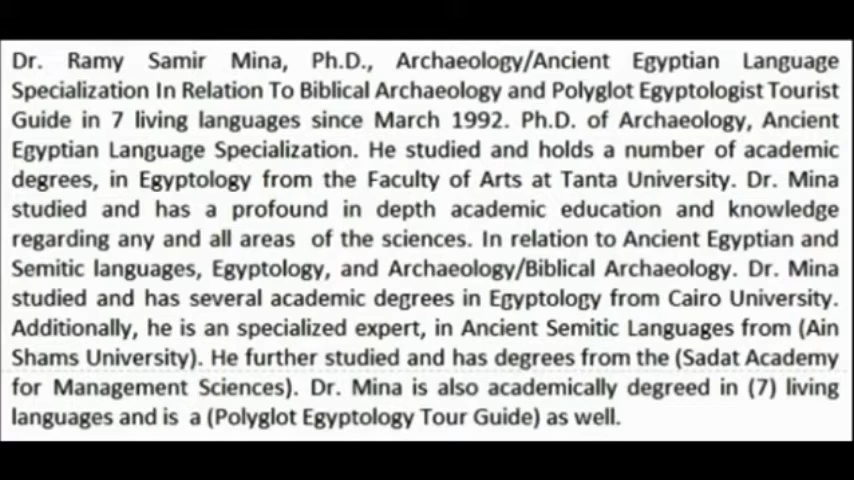 Dr. Ramy Samir Mina, Ph.D., Archaeology/Ancient Egyptian Language
Specialization In Relation To Biblical Archaeology and Polyglot Egyptologist Tourist
Guide in 7 living languages since March 1992. Ph.D. of Archaeology, Ancient
Egyptian Language Specialization. He studied and holds a number of academic
degrees, in Egyptology from the Faculty of Arts at Tanta University. Dr. Mina
studied and has a profound in depth academic education and knowledge
regarding any and all areas of the sciences. In relation to Ancient Egyptian and
Semitic languages, Egyptology, and Archaeology/Biblical Archaeology. Dr. Mina
studied and has several academic degrees in Egyptology from Cairo University.
Additionally, he is an specialized expert, in Ancient Semitic Languages from (Ain
Shams University). He further studied and has degrees from the (Sadat Academy
for Management Sciences). Dr. Mina is also academically degreed in (7) living
languages and is a (Polyglot Egyptology Tour Guide) as well.